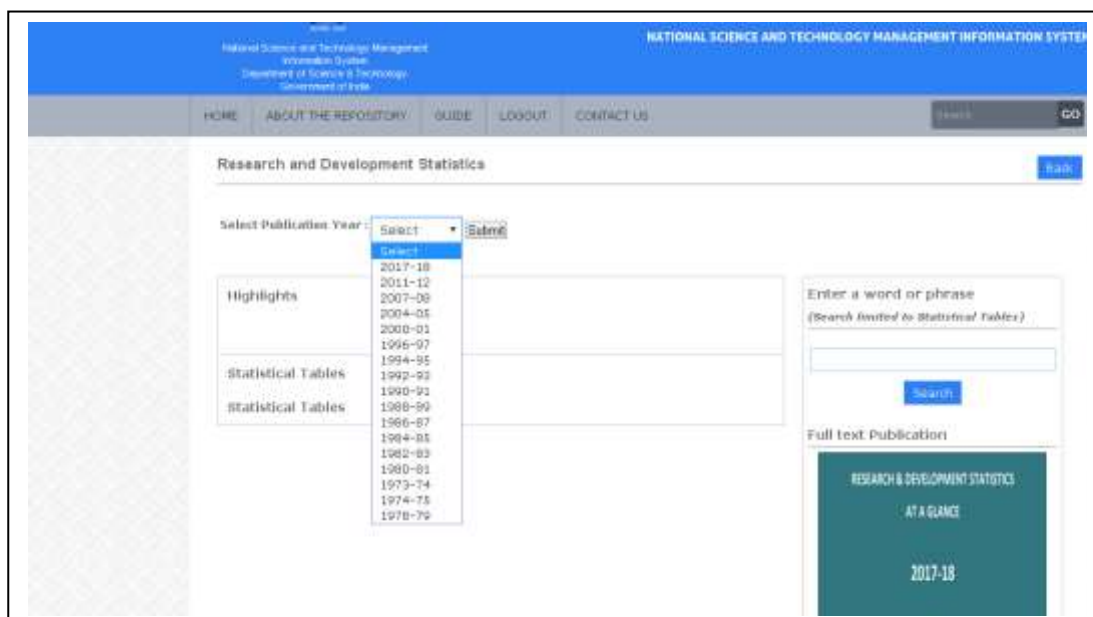 National Science and Technology Management
Information System
Department of Science & Technology
Government of India
NATIONAL SCIENCE AND TECHNOLOGY MANAGEMENT INFORMATION SYSTEM
HOME ABOUT THE REPOSITORY GUIDE LOGOUT CONTACT US Search GO
Research and Development Statistics Back
Select Publication Year : Select Submit
Select
2017-18
2011-12
2007-08
2004-05
2000-01
1996-97
1994-95
1992-93
1990-91
1988-89
1986-87
1984-85
1982-83
1980-81
1973-74
1974-75
1978-79
Highlights
Statistical Tables
Statistical Tables
Enter a word or phrase
(Search limited to Statistical Tables)
Search
Full text Publication
RESEARCH & DEVELOPMENT STATISTICS
AT A GLANCE
2017-18